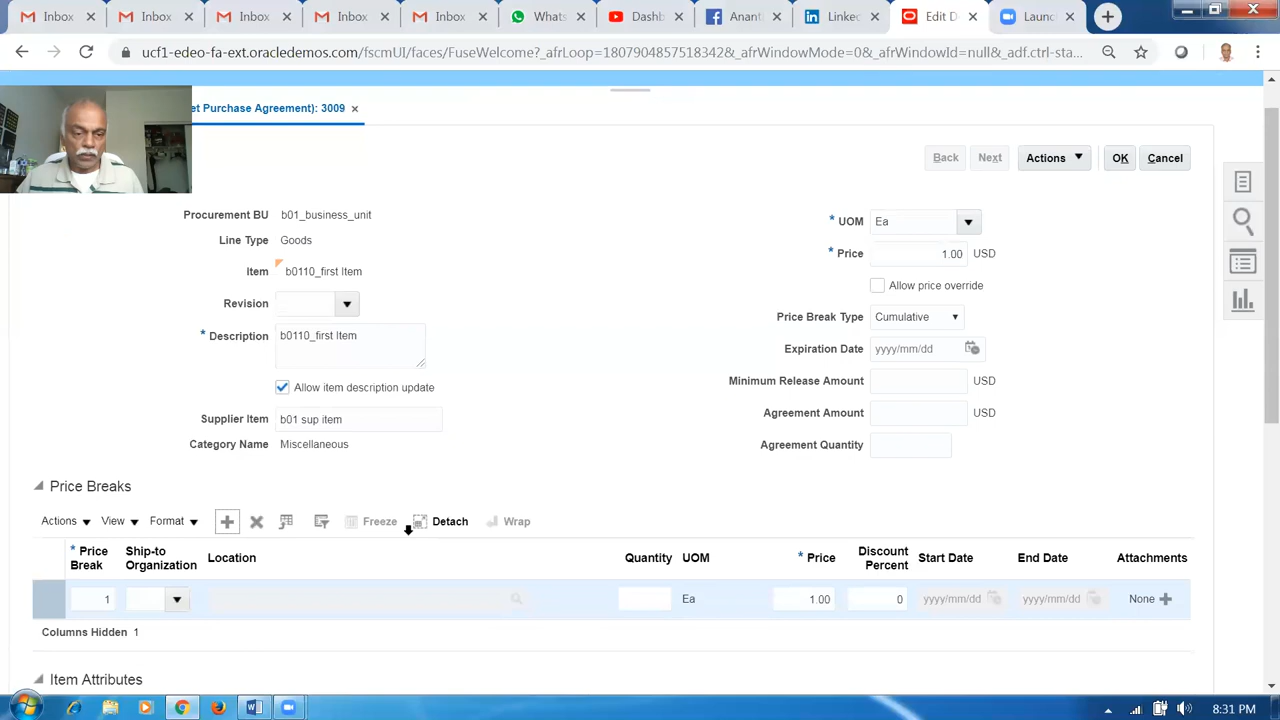 Inbox
Inbox
Inbox
Inbox
What
Dashl
Anan
Linke
Edi
Launc
ucf1-edeo-fa-ext.oracledemos.com/fscmUI/faces/FuseWelcome?_afrLoop=1807904857518342&_afrWindowMode=0&_afrWindowId=null&_adf.ctrl-sta...
et Purchase Agreement): 3009
Back
Next
Actions
OK
Cancel
Procurement BU b01_business_unit
Line Type Goods
Item b0110_first Item
Revision
* Description b0110_first Item
Allow item description update
Supplier Item b01 sup item
Category Name Miscellaneous
* UOM Ea
* Price 1.00 USD
Allow price override
Price Break Type Cumulative
Expiration Date yyyy/mm/dd
Minimum Release Amount USD
Agreement Amount USD
Agreement Quantity
Price Breaks
Actions View Format Freeze Detach Wrap
* Price Break Ship-to Organization Location Quantity UOM * Price Discount Percent Start Date End Date Attachments
1 Ea 1.00 0 yyyy/mm/dd yyyy/mm/dd None
Columns Hidden 1
Item Attributes
8:31 PM